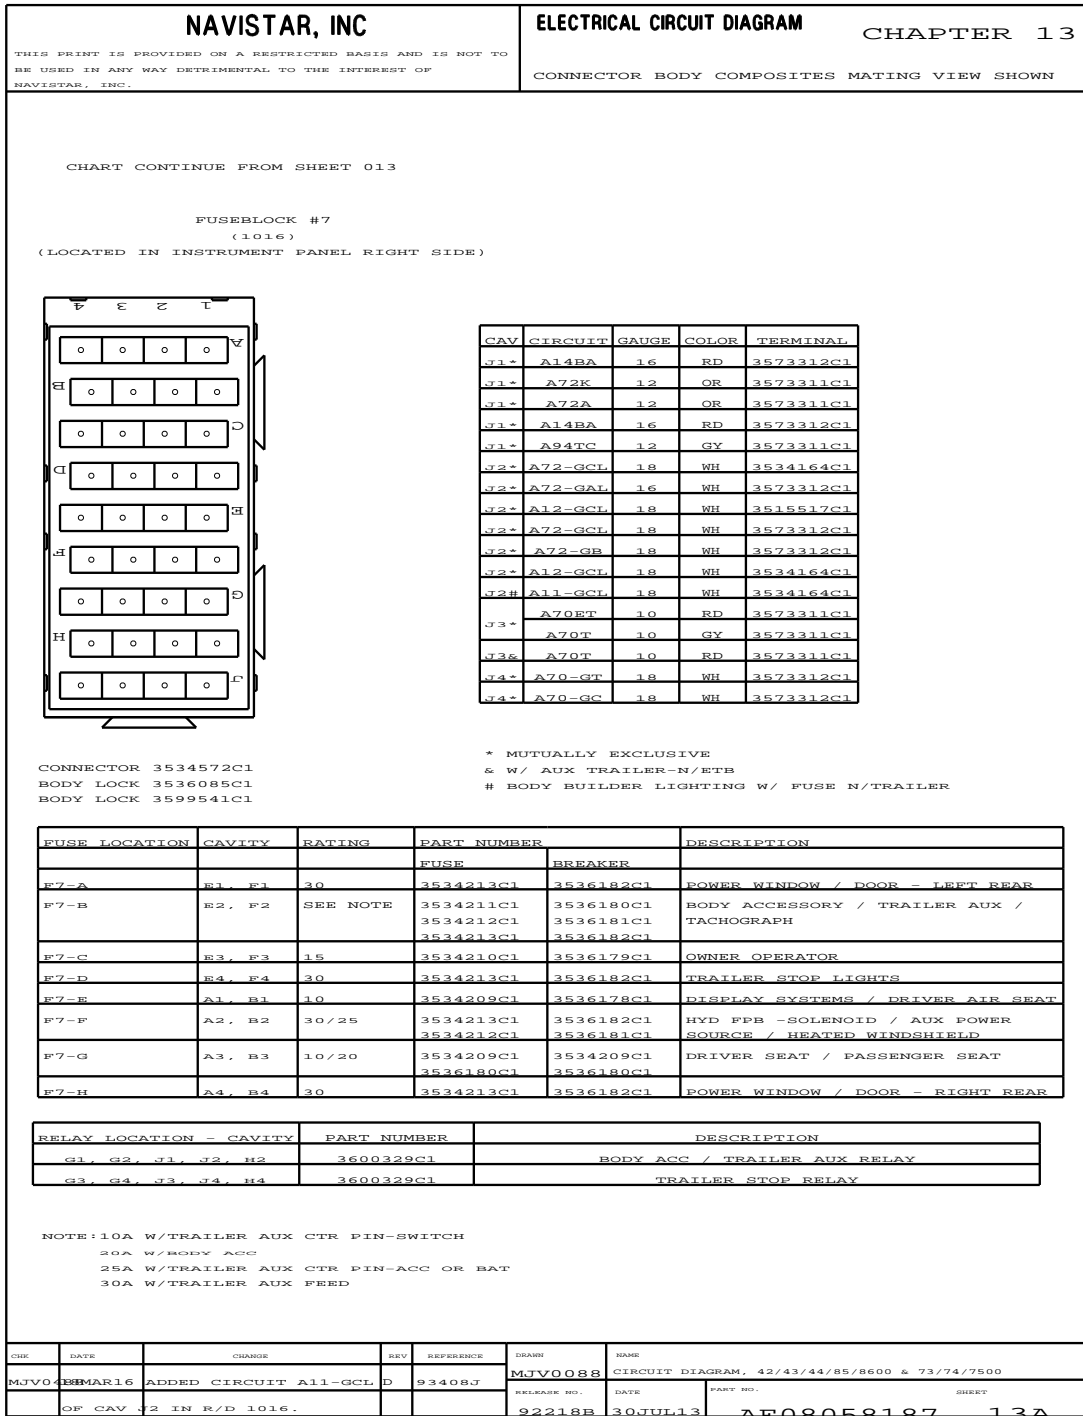 NAVISTAR, INC
THIS PRINT IS PROVIDED ON A RESTRICTED BASIS AND IS NOT TO
BE USED IN ANY WAY DETRIMENTAL TO THE INTEREST OF
NAVISTAR, INC.
ELECTRICAL CIRCUIT DIAGRAM CHAPTER 13
CONNECTOR BODY COMPOSITES MATING VIEW SHOWN
CHART CONTINUE FROM SHEET 013
FUSEBLOCK #7
(1016)
(LOCATED IN INSTRUMENT PANEL RIGHT SIDE)
4 3 2 1
A
B
C
D
E
F
G
H
J
CAV CIRCUIT GAUGE COLOR TERMINAL
J1* A14BA 16 RD 3573312C1
J1* A72K 12 OR 3573311C1
J1* A72A 12 OR 3573311C1
J1* A14BA 16 RD 3573312C1
J1* A94TC 12 GY 3573311C1
J2* A72-GCL 18 WH 3534164C1
J2* A72-GAL 16 WH 3573312C1
J2* A12-GCL 18 WH 3515517C1
J2* A72-GCL 18 WH 3573312C1
J2* A72-GB 18 WH 3573312C1
J2* A12-GCL 18 WH 3534164C1
J2# A11-GCL 18 WH 3534164C1
J3* A70ET 10 RD 3573311C1
A70T 10 GY 3573311C1
J3& A70T 10 RD 3573311C1
J4* A70-GT 18 WH 3573312C1
J4* A70-GC 18 WH 3573312C1
CONNECTOR 3534572C1
BODY LOCK 3536085C1
BODY LOCK 3599541C1
* MUTUALLY EXCLUSIVE
& W/ AUX TRAILER-N/ETB
# BODY BUILDER LIGHTING W/ FUSE N/TRAILER
FUSE LOCATION CAVITY RATING PART NUMBER DESCRIPTION
FUSE BREAKER
F7-A E1, F1 30 3534213C1 3536182C1 POWER WINDOW / DOOR - LEFT REAR
F7-B E2, F2 SEE NOTE 3534211C1 3536180C1 BODY ACCESSORY / TRAILER AUX /
3534212C1 3536181C1 TACHOGRAPH
3534213C1 3536182C1
F7-C E3, F3 15 3534210C1 3536179C1 OWNER OPERATOR
F7-D E4, F4 30 3534213C1 3536182C1 TRAILER STOP LIGHTS
F7-E A1, B1 10 3534209C1 3536178C1 DISPLAY SYSTEMS / DRIVER AIR SEAT
F7-F A2, B2 30/25 3534213C1 3536182C1 HYD FPB -SOLENOID / AUX POWER
3534212C1 3536181C1 SOURCE / HEATED WINDSHIELD
F7-G A3, B3 10/20 3534209C1 3534209C1 DRIVER SEAT / PASSENGER SEAT
3536180C1 3536180C1
F7-H A4, B4 30 3534213C1 3536182C1 POWER WINDOW / DOOR - RIGHT REAR
RELAY LOCATION - CAVITY PART NUMBER DESCRIPTION
G1, G2, J1, J2, H2 3600329C1 BODY ACC / TRAILER AUX RELAY
G3, G4, J3, J4, H4 3600329C1 TRAILER STOP RELAY
NOTE:10A W/TRAILER AUX CTR PIN-SWITCH
20A W/BODY ACC
25A W/TRAILER AUX CTR PIN-ACC OR BAT
30A W/TRAILER AUX FEED
CHK DATE CHANGE REV REFERENCE DRAWN NAME
MAR16 ADDED CIRCUIT A11-GCL D 93408J MJV0088 CIRCUIT DIAGRAM, 42/43/44/85/8600 & 73/74/7500
OF CAV J2 IN R/D 1016.
RELEASE NO. DATE PART NO. SHEET
92218B 30JUL13 AF08058187 13A